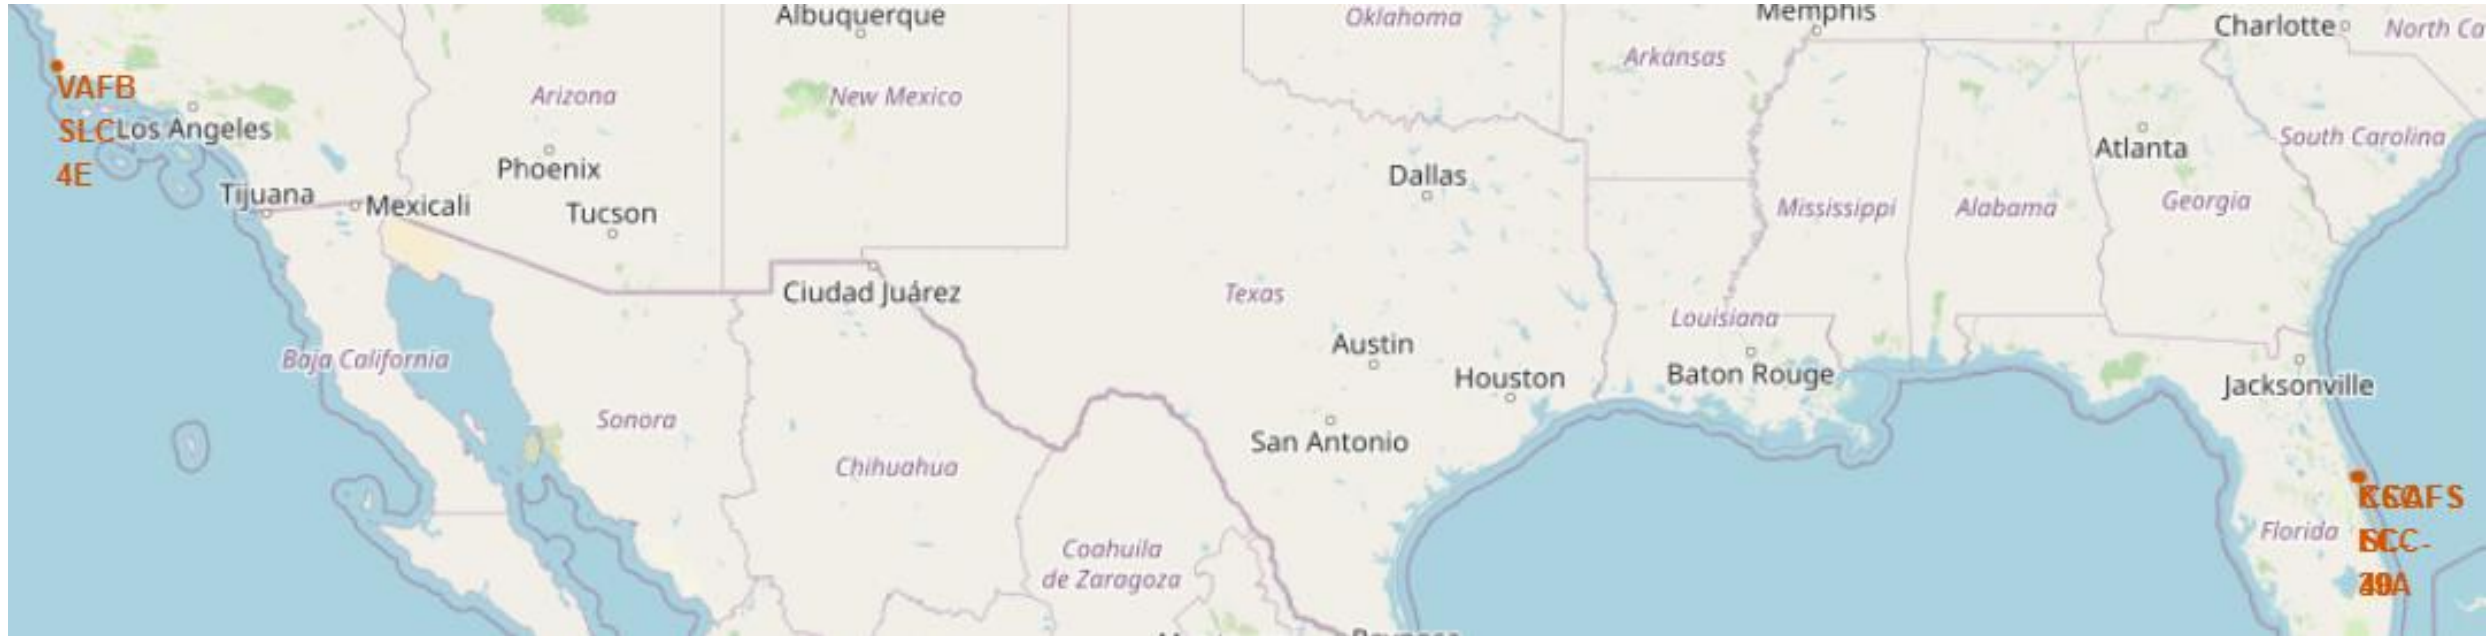 Albuquerque
Oklahoma
Memphis
Charlotte
North Ca
Arkansas
VAFB
SLC
4E
Arizona
New Mexico
Los Angeles
Atlanta
South Carolina
Phoenix
Dallas
Tijuana
Mexicali
Tucson
Mississippi
Alabama
Georgia
Ciudad Juárez
Texas
Louisiana
Austin
Baja California
Houston
Baton Rouge
Jacksonville
Sonora
San Antonio
Chihuahua
Florida
Coahuila
de Zaragoza